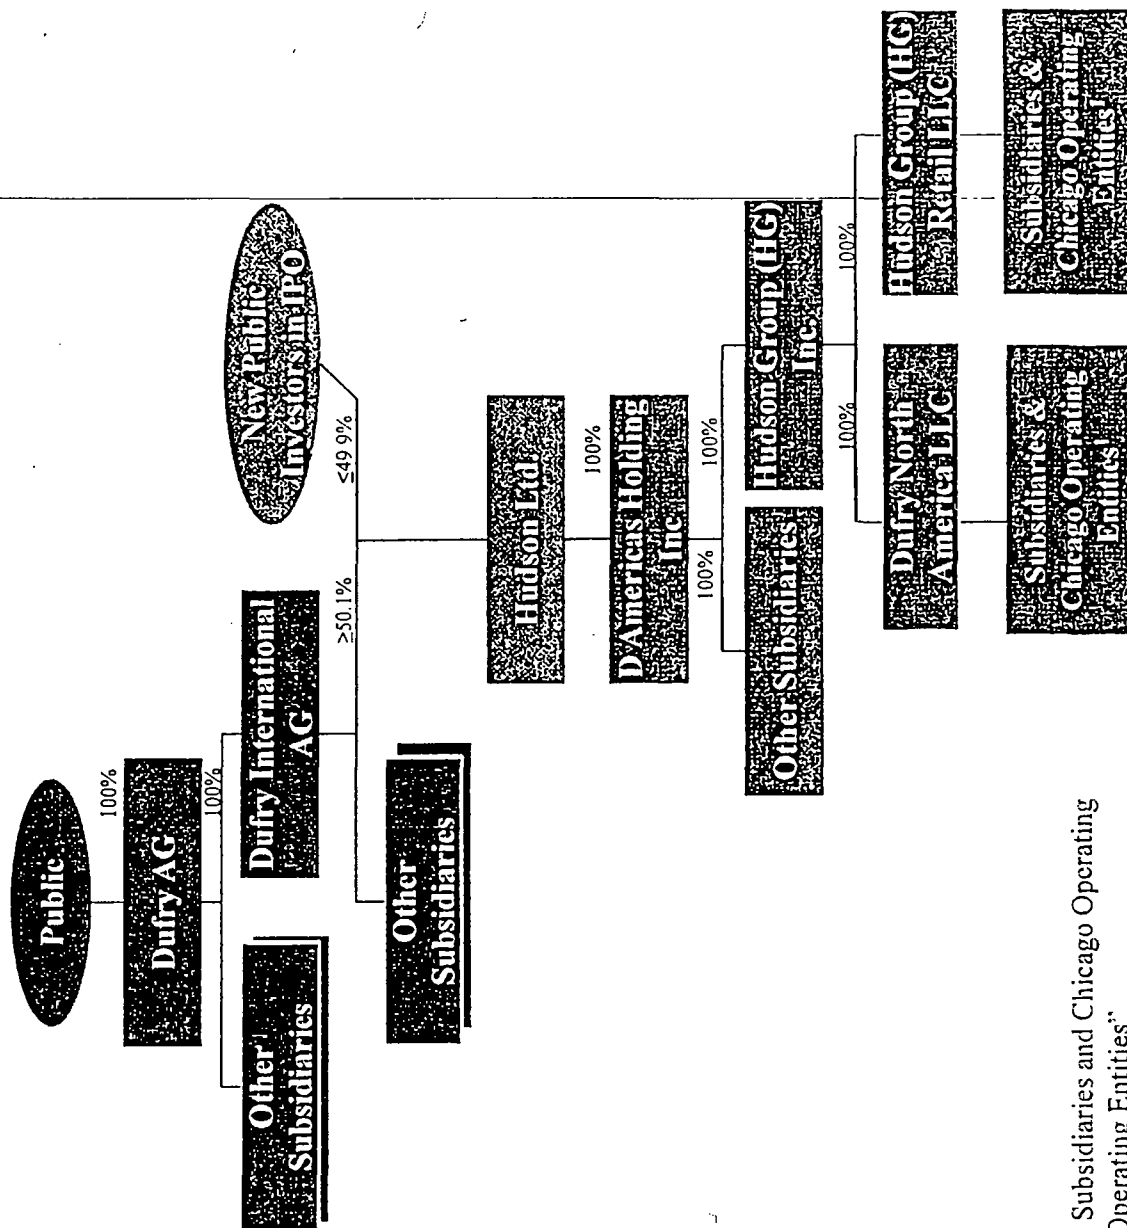 Public
100%
Dufry AG
100%
Other
Subsidiaries
Dufry International
AG
New Public
Investors in IPO
≥50.1%
≤49.9%
Other
Subsidiaries
Hudson Ltd.
100%
D Americas Holding
Inc
100%
100%
Other Subsidiaries
Hudson Group (HG)
Inc.
100%
100%
Dufry North
America LLC
Hudson Group (HG)
Retail LLC
Subsidiaries &
Chicago Operating
Entities¹
Subsidiaries &
Chicago Operating
Entities¹
Subsidiaries and Chicago Operating
Operating Entities”